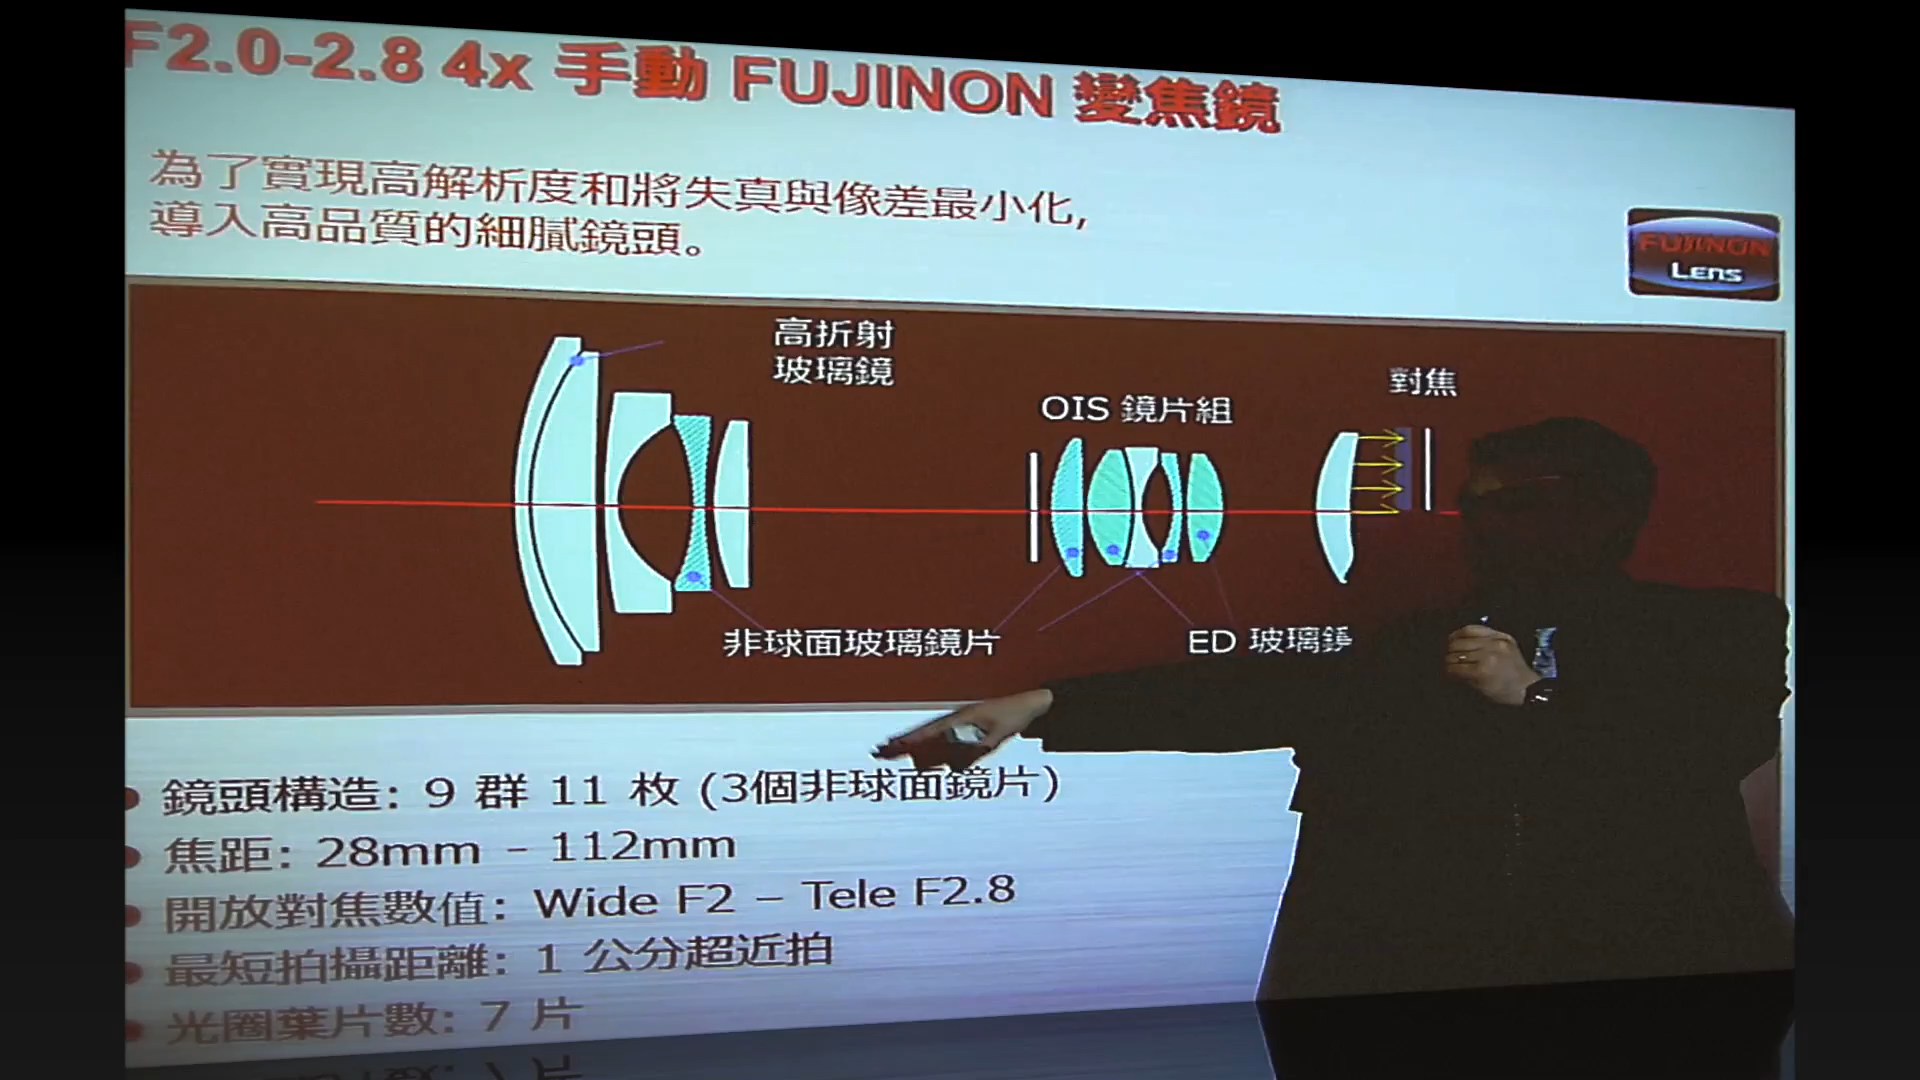 F2.0-2.8 4x 手動 FUJINON 變焦鏡
為了實現高解析度和將失真與像差最小化,
導入高品質的細膩鏡頭。
FUJINON
Lens
高折射
玻璃鏡
OIS 鏡片組
對焦
非球面玻璃鏡片
ED 玻璃鏡
• 鏡頭構造: 9 群 11 枚 (3個非球面鏡片)
• 焦距: 28mm - 112mm
• 開放對焦數值: Wide F2 – Tele F2.8
• 最短拍攝距離: 1 公分超近拍
• 光圈葉片數: 7 片